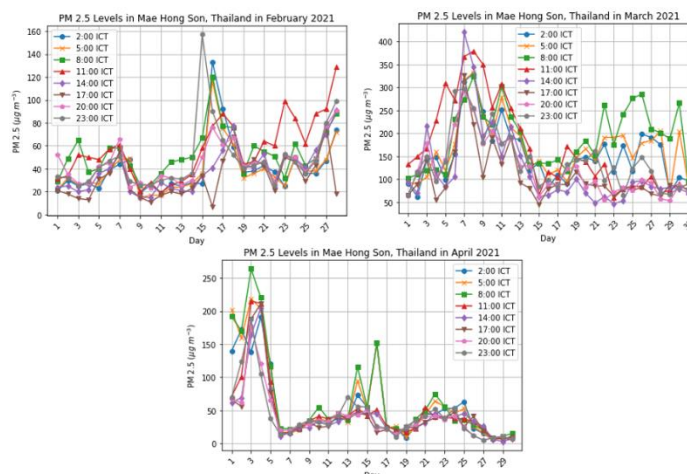 PM 2.5 Levels in Mae Hong Son, Thailand in February 2021
160
140
120
100
80
60
40
20
0
PM 2.5 (μg m⁻³)
1 3 5 7 9 11 13 15 17 19 21 23 25 27
Day
2:00 ICT
5:00 ICT
8:00 ICT
11:00 ICT
14:00 ICT
17:00 ICT
20:00 ICT
23:00 ICT
PM 2.5 Levels in Mae Hong Son, Thailand in March 2021
400
350
300
250
200
150
100
50
PM 2.5 (μg m⁻³)
1 3 5 7 9 11 13 15 17 19 21 23 25 27 29
Day
2:00 ICT
5:00 ICT
8:00 ICT
11:00 ICT
14:00 ICT
17:00 ICT
20:00 ICT
23:00 ICT
PM 2.5 Levels in Mae Hong Son, Thailand in April 2021
250
200
150
100
50
0
PM 2.5 (μg m⁻³)
1 3 5 7 9 11 13 15 17 19 21 23 25 27 29
Day
2:00 ICT
5:00 ICT
8:00 ICT
11:00 ICT
14:00 ICT
17:00 ICT
20:00 ICT
23:00 ICT